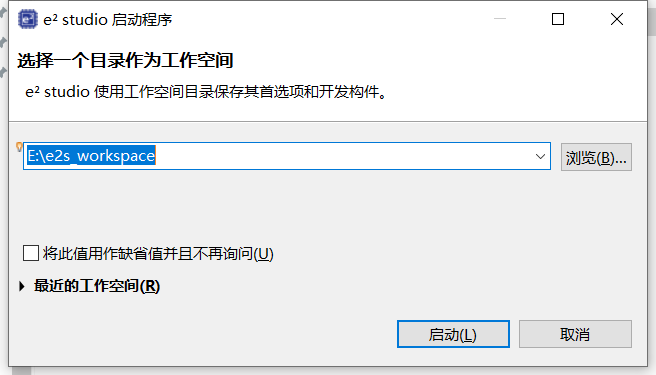 e² studio 启动程序
选择一个目录作为工作空间
e² studio 使用工作空间目录保存其首选项和开发构件。
E:\e2s_workspace
浏览(B)...
将此值用作缺省值并且不再询问(U)
最近的工作空间(R)
启动(L)
取消